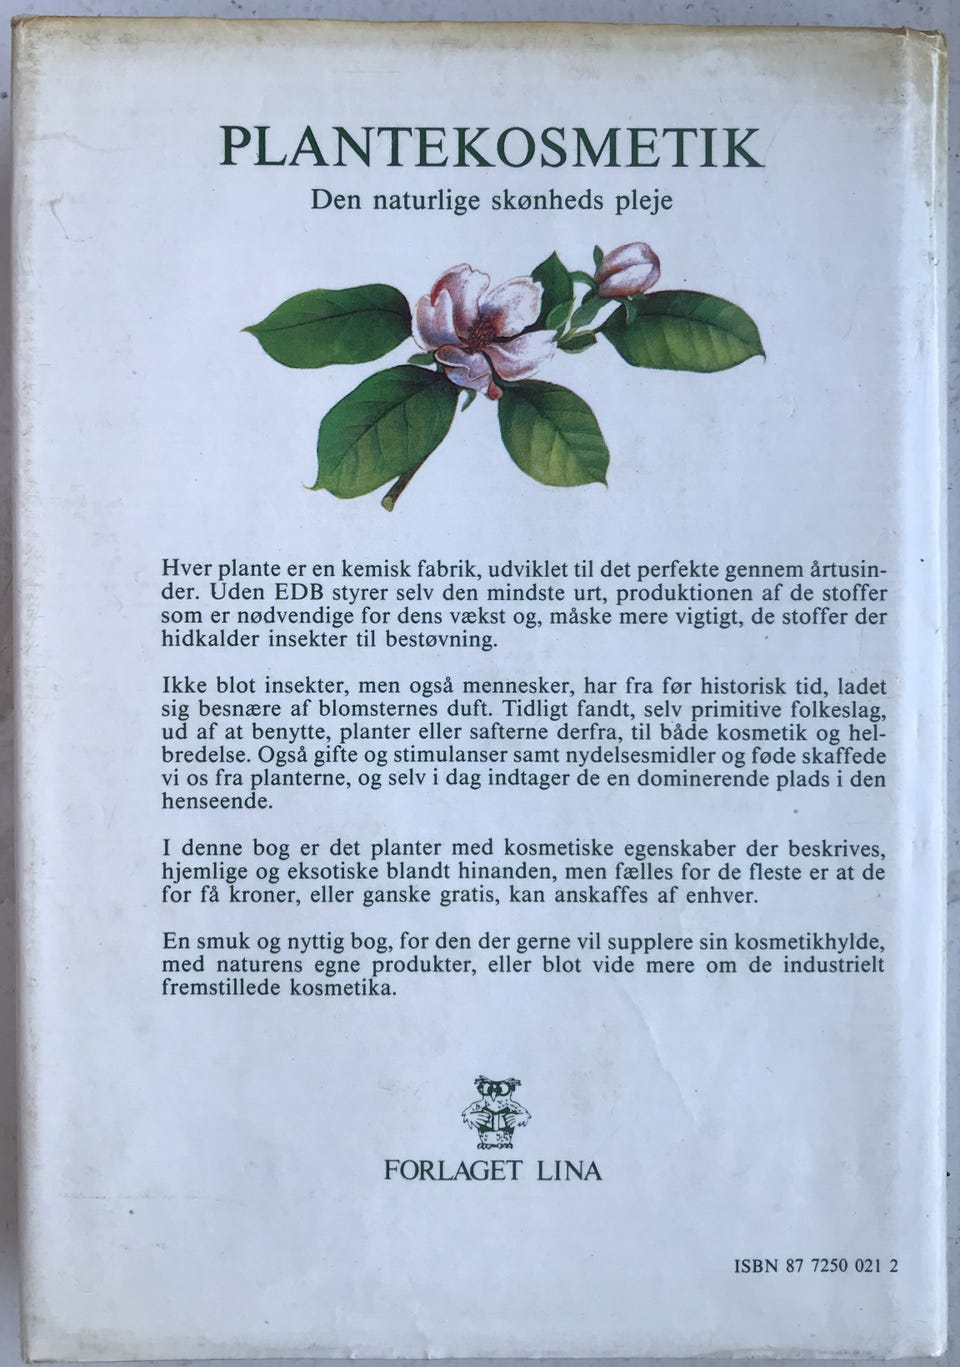 PLANTEKOSMETIK
Den naturlige skønheds pleje
Hver plante er en kemisk fabrik, udviklet til det perfekte gennem årtusin-
der. Uden EDB styrer selv den mindste urt, produktionen af de stoffer
som er nødvendige for dens vækst og, måske mere vigtigt, de stoffer der
hidkalder insekter til bestøvning.
Ikke blot insekter, men også mennesker, har fra før historisk tid, ladet
sig besnære af blomsternes duft. Tidligt fandt, selv primitive folkeslag,
ud af at benytte, planter eller safterne derfra, til både kosmetik og hel-
bredelse. Også gifte og stimulanser samt nydelsesmidler og føde skaffede
vi os fra planterne, og selv i dag indtager de en dominerende plads i den
henseende.
I denne bog er det planter med kosmetiske egenskaber der beskrives,
hjemlige og eksotiske blandt hinanden, men fælles for de fleste er at de
for få kroner, eller ganske gratis, kan anskaffes af enhver.
En smuk og nyttig bog, for den der gerne vil supplere sin kosmetikhylde,
med naturens egne produkter, eller blot vide mere om de industrielt
fremstillede kosmetika.
FORLAGET LINA
ISBN 87 7250 021 2